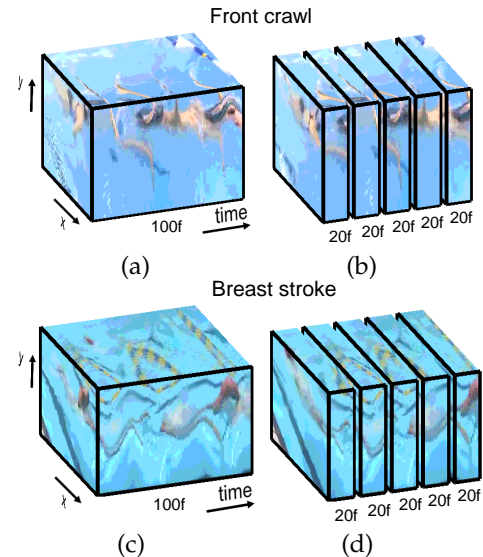 Front crawl
y
x
100f
time
20f 20f 20f 20f 20f
(a)
(b)
Breast stroke
y
x
100f
time
20f 20f 20f 20f 20f
(c)
(d)